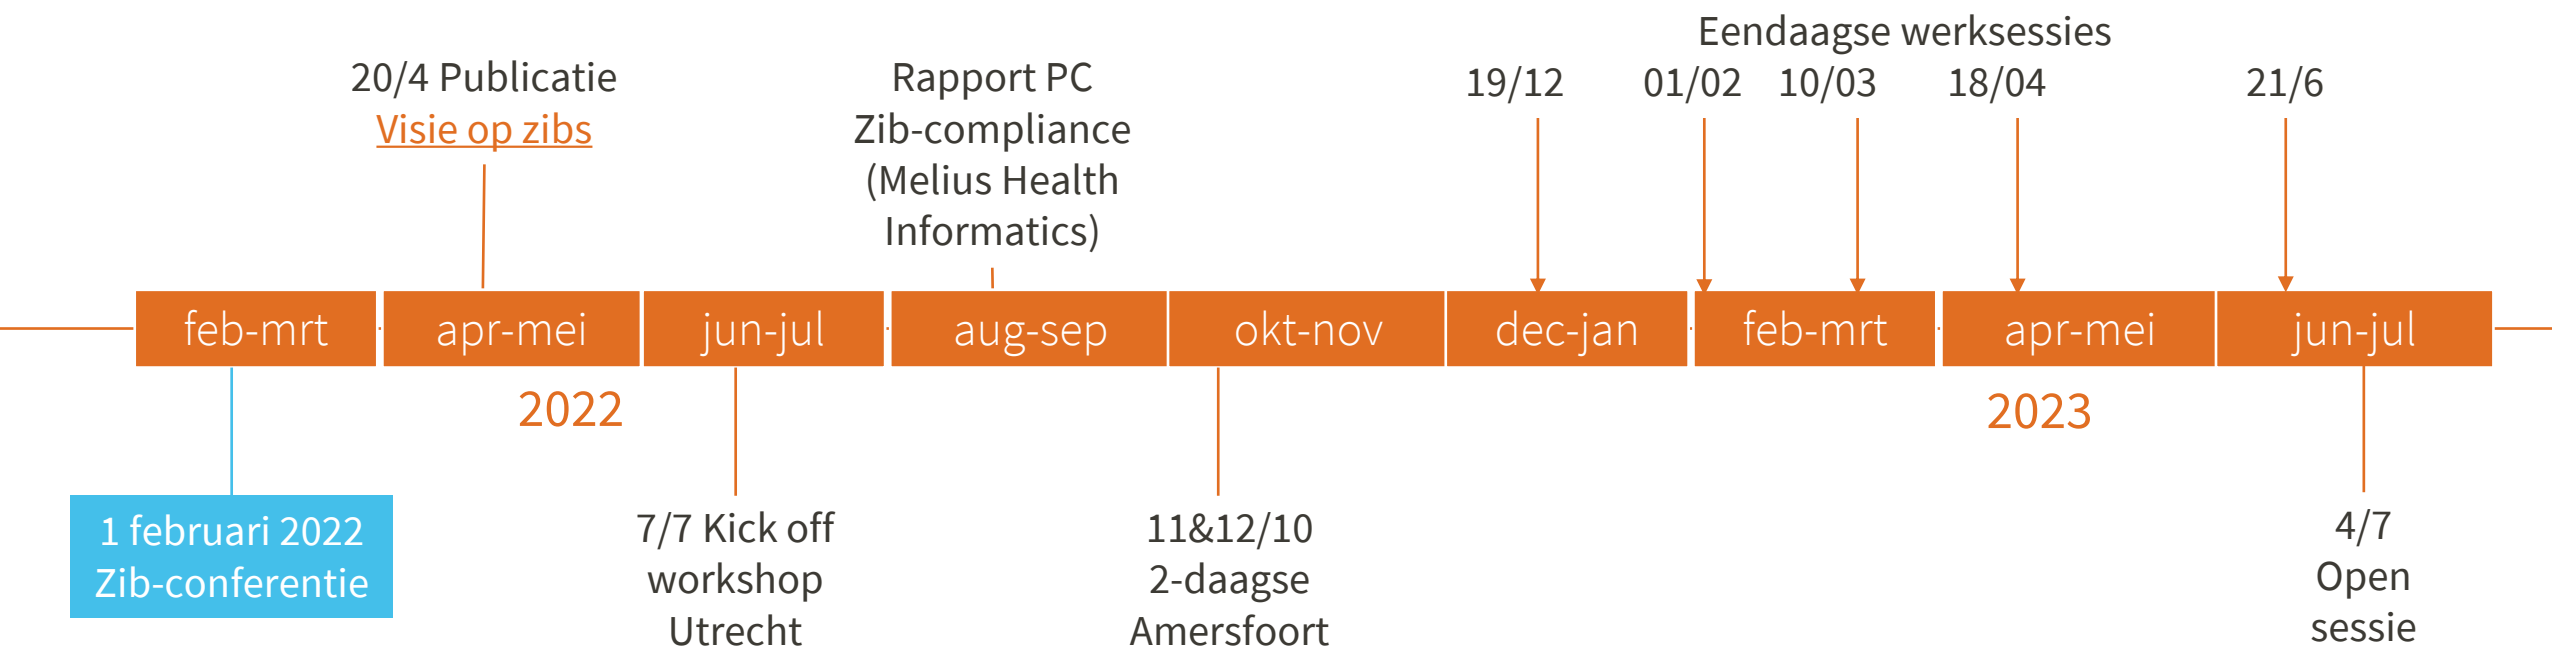 Eendaagse werksessies
20/4 Publicatie
Visie op zibs
Rapport PC
Zib-compliance
(Melius Health
Informatics)
19/12
01/02
10/03
18/04
21/6
feb-mrt
apr-mei
jun-jul
aug-sep
okt-nov
dec-jan
feb-mrt
apr-mei
jun-jul
2022
2023
1 februari 2022
Zib-conferentie
7/7 Kick off
workshop
Utrecht
11&12/10
2-daagse
Amersfoort
4/7
Open
sessie